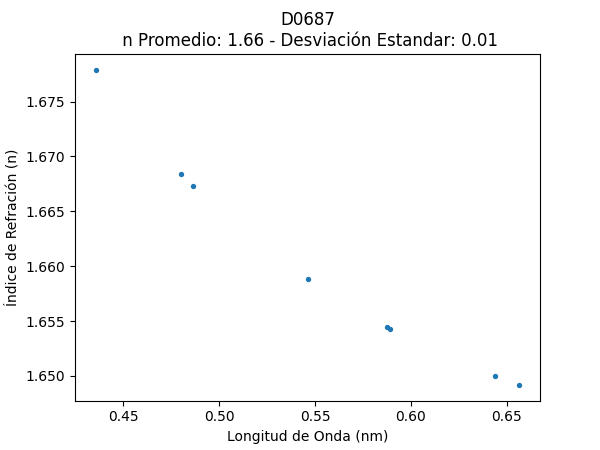 D0687
n Promedio: 1.66 - Desviación Estandar: 0.01
1.675
1.670
1.665
1.660
1.655
1.650
Índice de Refración (n)
0.45 0.50 0.55 0.60 0.65
Longitud de Onda (nm)